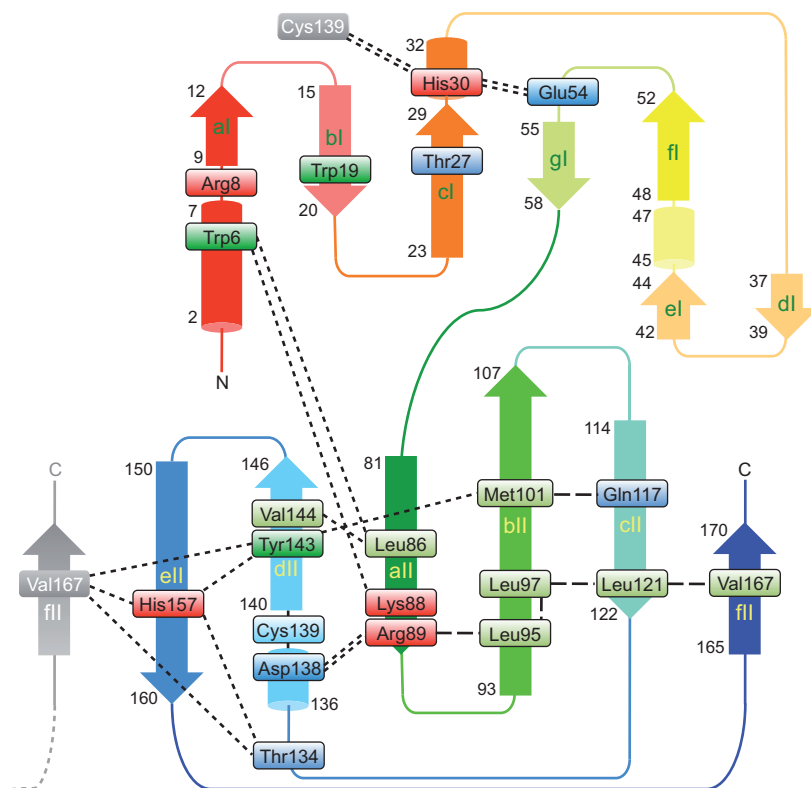 Cys139
32
His30
Glu54
12
15
29
52
aI
bI
55
fI
Thr27
gI
9
Trp19
cI
Arg8
20
58
48
7
47
Trp6
23
45
44
37
eI
dI
2
42
39
N
107
114
C
150
146
81
C
Met101
Gln117
Val144
bII
cII
170
Tyr143
Leu86
eII
dII
aII
Val167
Leu97
Leu121
Val167
fII
His157
140
Lys88
fII
122
Cys139
Arg89
Leu95
165
Asp138
160
136
93
Thr134